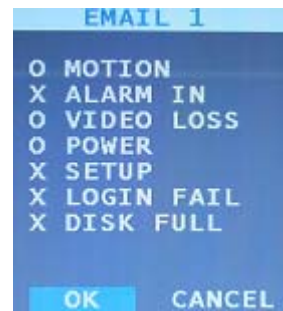 EMAIL 1
O MOTION
X ALARM IN
O VIDEO LOSS
O POWER
X SETUP
X LOGIN FAIL
X DISK FULL
OK CANCEL